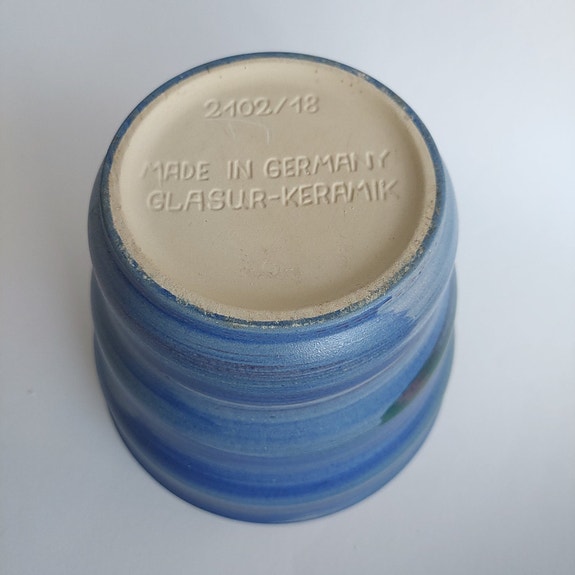 2102/18
MADE IN GERMANY
GLASUR-KERAMIK